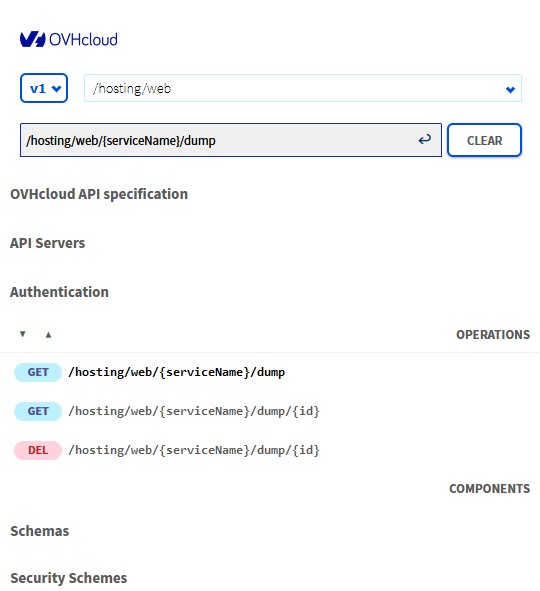 OVHcloud
v1
/hosting/web
/hosting/web/{serviceName}/dump
CLEAR
OVHcloud API specification
API Servers
Authentication
OPERATIONS
GET /hosting/web/{serviceName}/dump
GET /hosting/web/{serviceName}/dump/{id}
DEL /hosting/web/{serviceName}/dump/{id}
COMPONENTS
Schemas
Security Schemes